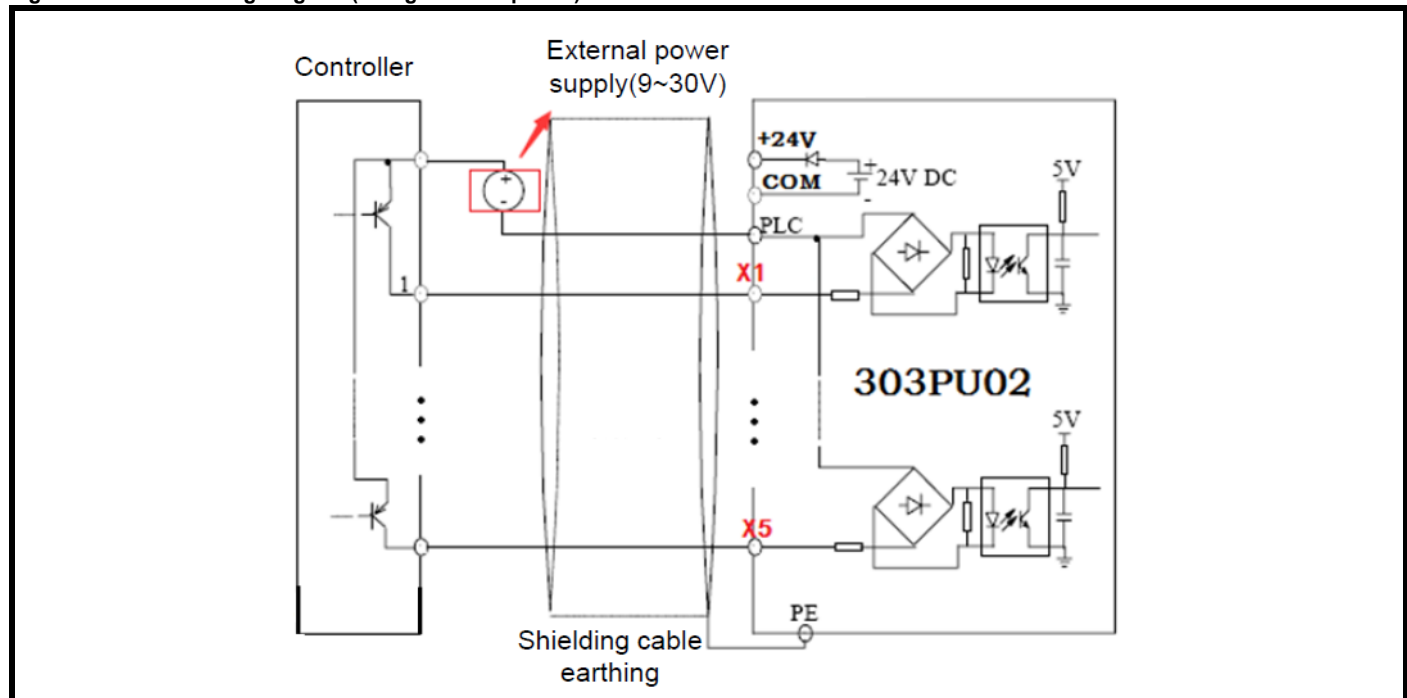 Controller
External power
supply(9~30V)
+24V
COM
24V DC
+
-
5V
+
-
PLC
X1
1
303PU02
5V
X5
PE
Shielding cable
earthing